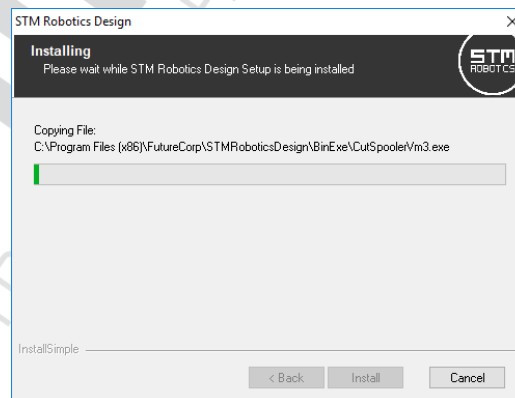 STM Robotics Design
Installing
Please wait while STM Robotics Design Setup is being installed
STM
ROBOTCS
Copying File:
C:\Program Files (x86)\FutureCorp\STMRoboticsDesign\BinExe\CutSpoolerVm3.exe
InstallSimple
< Back
Install
Cancel